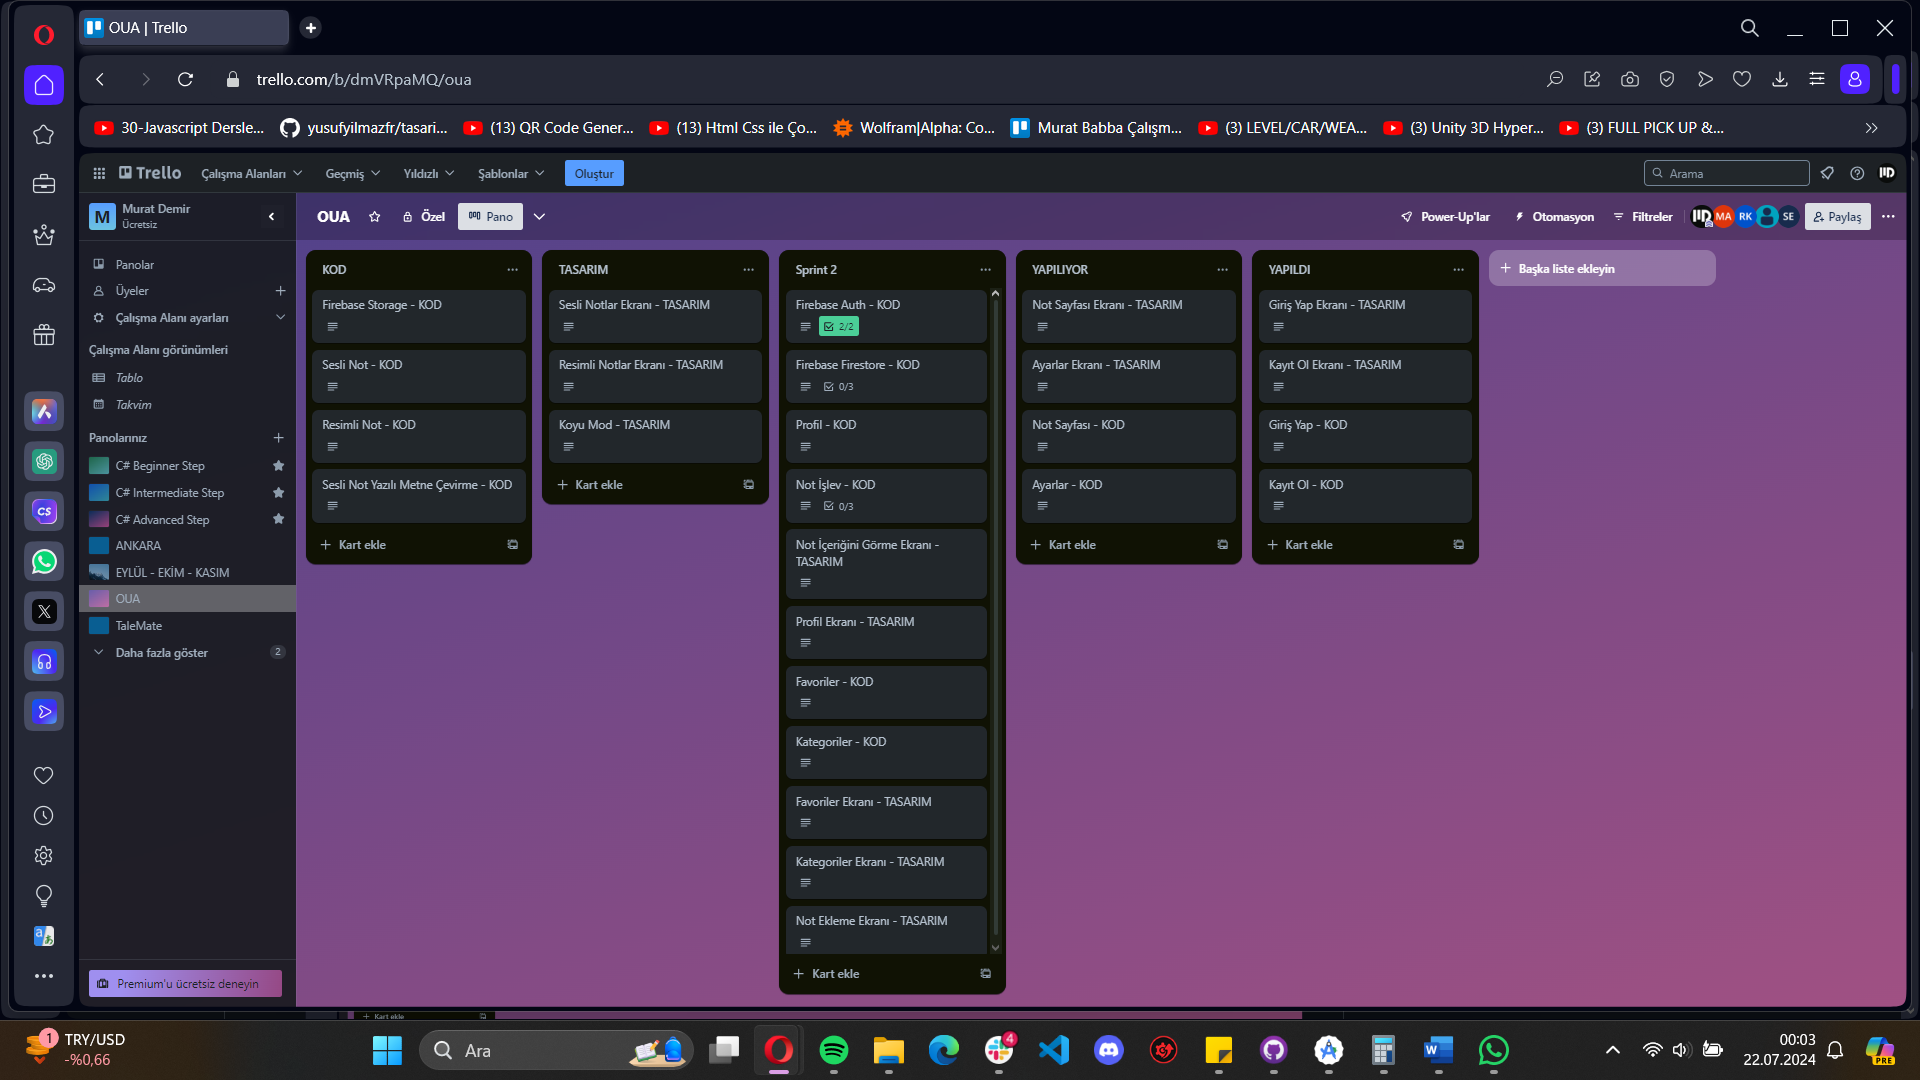 OUA | Trello
trello.com/b/dmVRpaMQ/oua
30-Javascript Dersle...
yusufyilmazfr/tasari...
(13) QR Code Gener...
(13) Html Css ile Ço...
Wolfram|Alpha: Co...
Murat Babba Çalışm...
(3) LEVEL/CAR/WEA...
(3) Unity 3D Hyper...
(3) FULL PICK UP &...
Trello
Çalışma Alanları
Geçmiş
Yıldızlı
Şablonlar
Oluştur
Arama
M
Murat Demir
Ücretsiz
OUA
Özel
Pano
Power-Up'lar
Otomasyon
Filtreler
MA
RK
SE
Paylaş
Panolar
Üyeler
Çalışma Alanı ayarları
Çalışma Alanı görünümleri
Tablo
Takvim
Panolarınız
C# Beginner Step
C# Intermediate Step
C# Advanced Step
ANKARA
EYLÜL - EKİM - KASIM
OUA
TaleMate
Daha fazla göster
2
Premium'u ücretsiz deneyin
KOD
Firebase Storage - KOD
Sesli Not - KOD
Resimli Not - KOD
Sesli Not Yazılı Metne Çevirme - KOD
Kart ekle
TASARIM
Sesli Notlar Ekranı - TASARIM
Resimli Notlar Ekranı - TASARIM
Koyu Mod - TASARIM
Kart ekle
Sprint 2
Firebase Auth - KOD
2/2
Firebase Firestore - KOD
0/3
Profil - KOD
Not İşlev - KOD
0/3
Not İçeriğini Görme Ekranı -
TASARIM
Profil Ekranı - TASARIM
Favoriler - KOD
Kategoriler - KOD
Favoriler Ekranı - TASARIM
Kategoriler Ekranı - TASARIM
Not Ekleme Ekranı - TASARIM
Kart ekle
YAPILIYOR
Not Sayfası Ekranı - TASARIM
Ayarlar Ekranı - TASARIM
Not Sayfası - KOD
Ayarlar - KOD
Kart ekle
YAPILDI
Giriş Yap Ekranı - TASARIM
Kayıt Ol Ekranı - TASARIM
Giriş Yap - KOD
Kayıt Ol - KOD
Kart ekle
Başka liste ekleyin
CS
Kart ekle
1
TRY/USD
-%0,66
Ara
4
00:03
22.07.2024
PRE